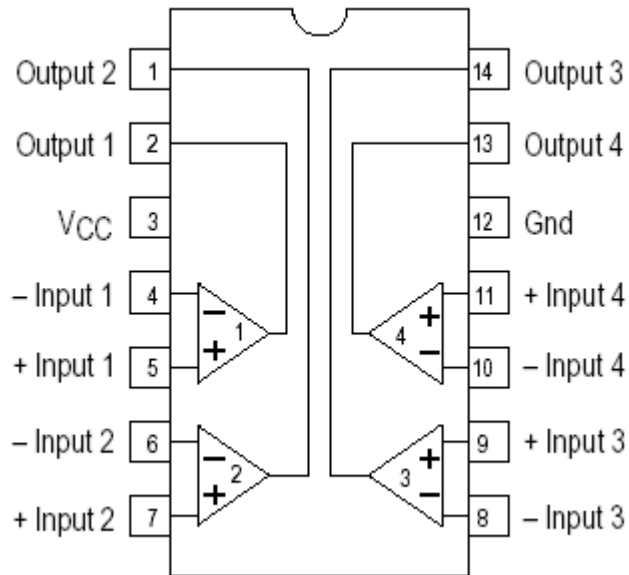 Output 2 1 14 Output 3
Output 1 2 13 Output 4
VCC 3 12 Gnd
– Input 1 4 11 + Input 4
– 1 + 4
+ Input 1 5 + – 10 – Input 4
– Input 2 6 9 + Input 3
– 2 + 3
+ Input 2 7 + – 8 – Input 3